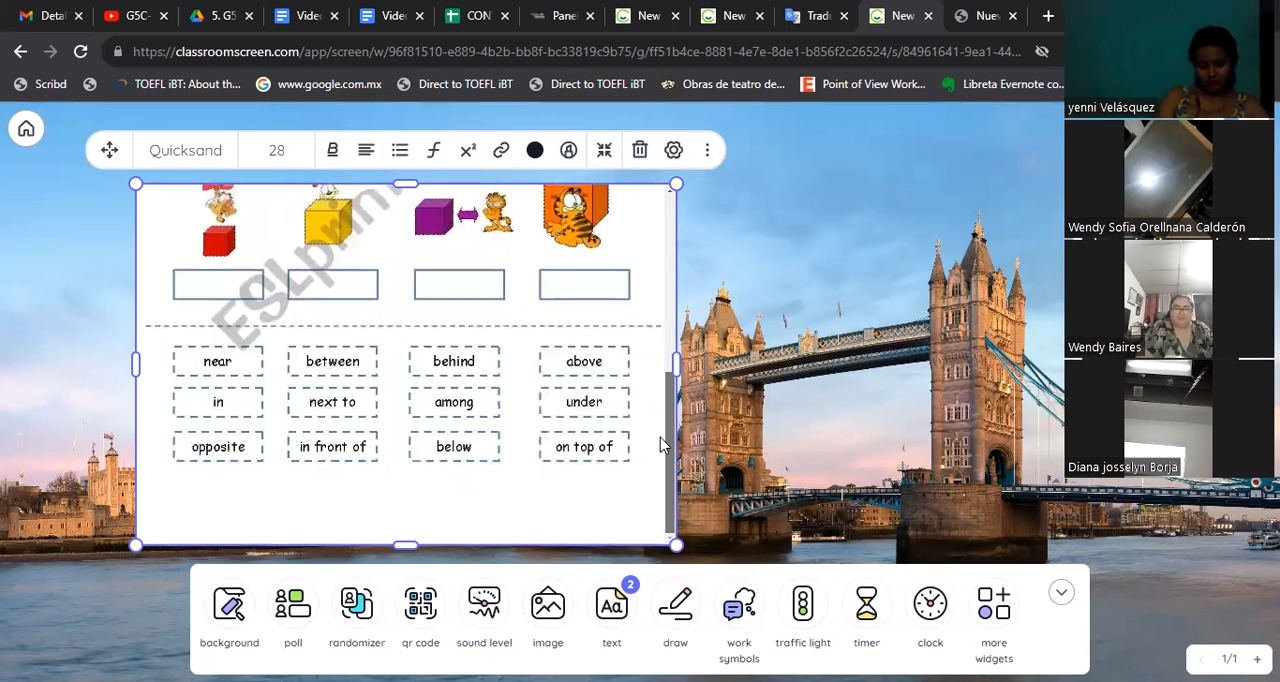 Detal
G5C-
5. G5
Vide
Vide
CON
Pane
New
New
Tradu
New
Nuev
https://classroomscreen.com/app/screen/w/96f81510-e889-4b2b-bb8f-bc33819c9b75/g/ff51b4ce-8881-4e7e-8de1-b856f2c26524/s/84961641-9ea1-44...
Scribd
TOEFL iBT: About th...
www.google.com.mx
Direct to TOEFL iBT
Direct to TOEFL iBT
Obras de teatro de...
Point of View Work...
Libreta Evernote co...
yenni Velásquez
Quicksand
28
Wendy Sofía Orellnana Calderón
Wendy Baires
Diana josselyn Borja
near between behind above
in next to among under
opposite in front of below on top of
2
background poll randomizer qr code sound level image text draw work symbols traffic light timer clock more widgets
1/1